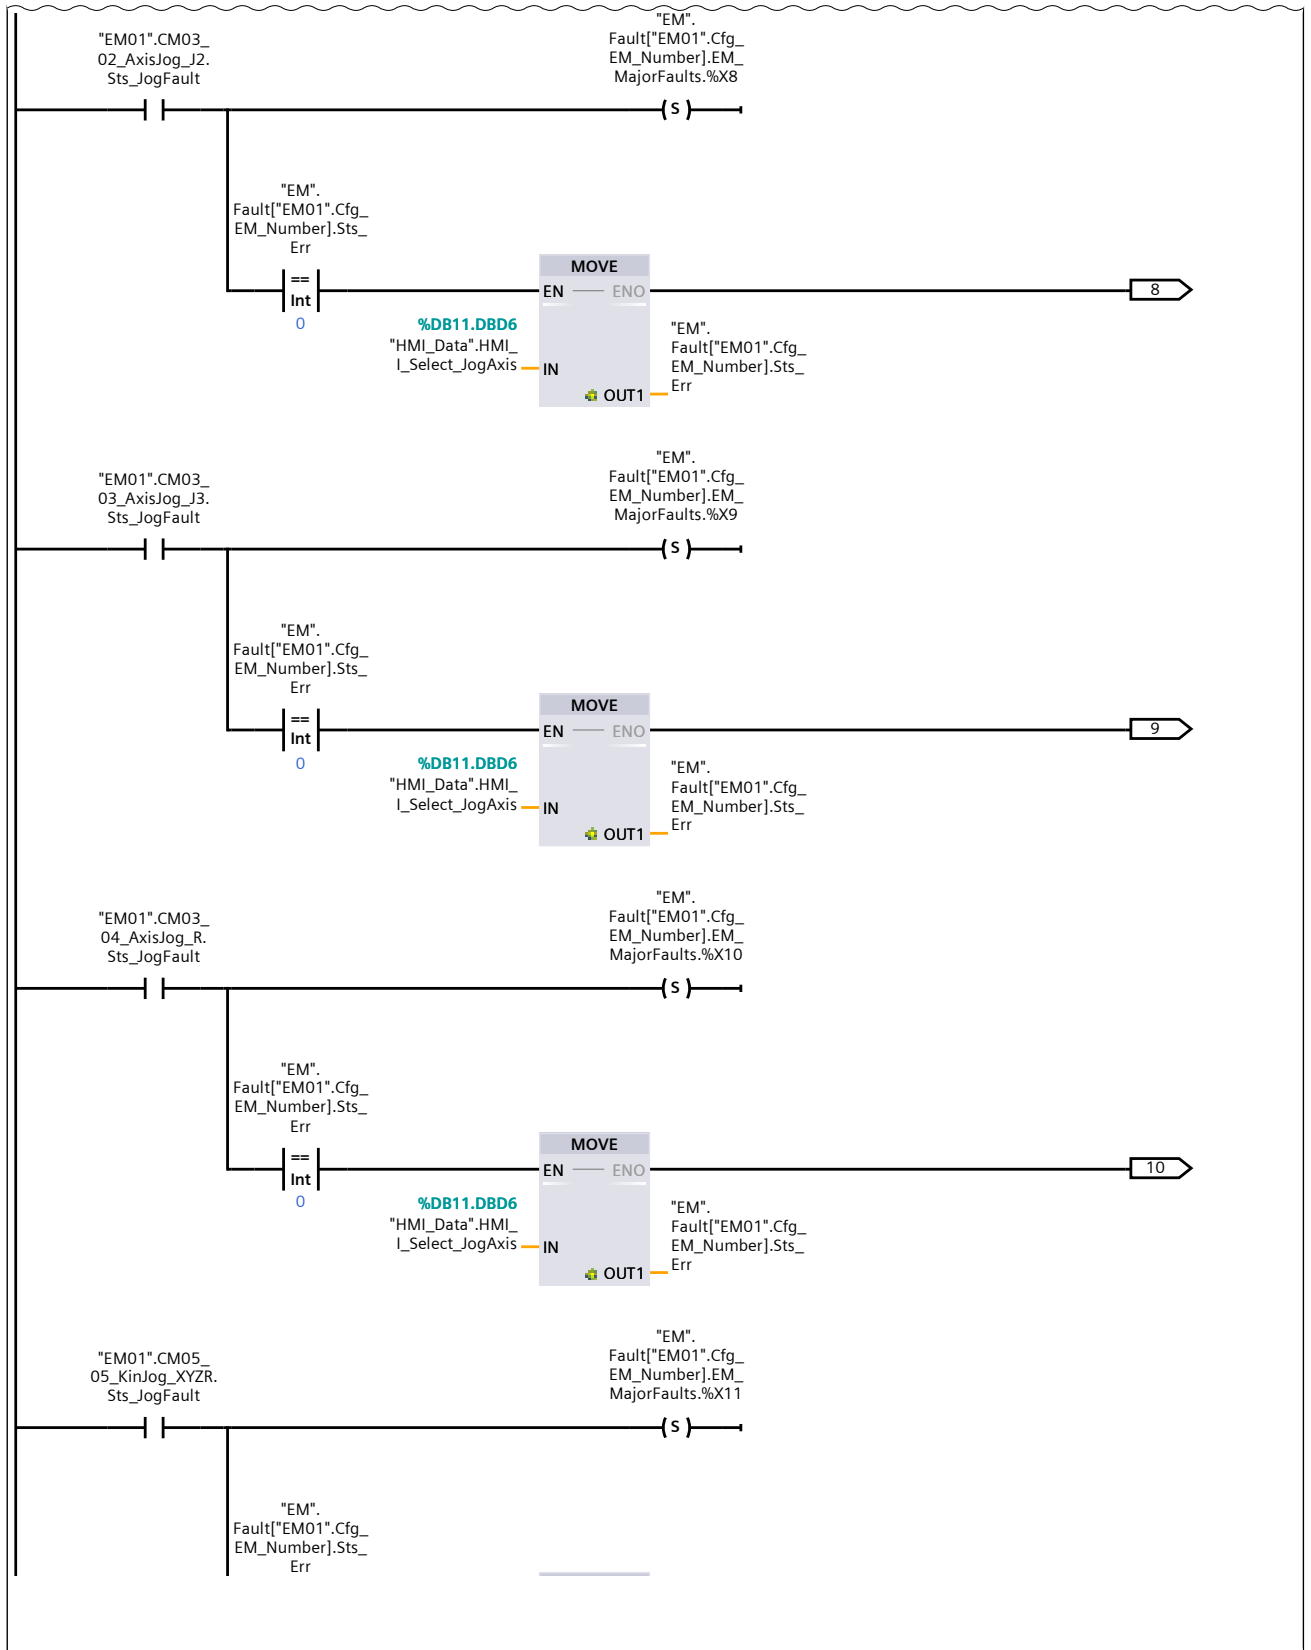 "EM01".CM03_
02_AxisJog_J2.
Sts_JogFault
"EM".
Fault["EM01".Cfg_
EM_Number].EM_
MajorFaults.%X8
( S )
"EM".
Fault["EM01".Cfg_
EM_Number].Sts_
Err
==
Int
0
MOVE
EN ENO
8
%DB11.DBD6
"HMI_Data".HMI_
I_Select_JogAxis
IN
OUT1
"EM".
Fault["EM01".Cfg_
EM_Number].Sts_
Err
"EM01".CM03_
03_AxisJog_J3.
Sts_JogFault
"EM".
Fault["EM01".Cfg_
EM_Number].EM_
MajorFaults.%X9
( S )
"EM".
Fault["EM01".Cfg_
EM_Number].Sts_
Err
==
Int
0
MOVE
EN ENO
9
%DB11.DBD6
"HMI_Data".HMI_
I_Select_JogAxis
IN
OUT1
"EM".
Fault["EM01".Cfg_
EM_Number].Sts_
Err
"EM01".CM03_
04_AxisJog_R.
Sts_JogFault
"EM".
Fault["EM01".Cfg_
EM_Number].EM_
MajorFaults.%X10
( S )
"EM".
Fault["EM01".Cfg_
EM_Number].Sts_
Err
==
Int
0
MOVE
EN ENO
10
%DB11.DBD6
"HMI_Data".HMI_
I_Select_JogAxis
IN
OUT1
"EM".
Fault["EM01".Cfg_
EM_Number].Sts_
Err
"EM01".CM05_
05_KinJog_XYZR.
Sts_JogFault
"EM".
Fault["EM01".Cfg_
EM_Number].EM_
MajorFaults.%X11
( S )
"EM".
Fault["EM01".Cfg_
EM_Number].Sts_
Err